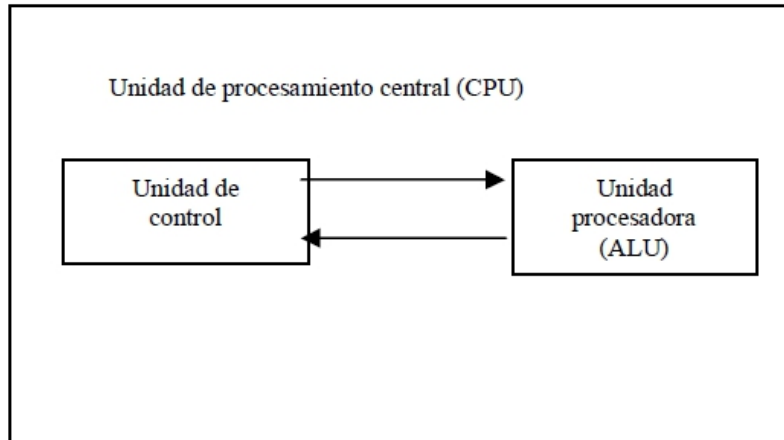 Unidad de procesamiento central (CPU)
Unidad de
control
Unidad
procesadora
(ALU)